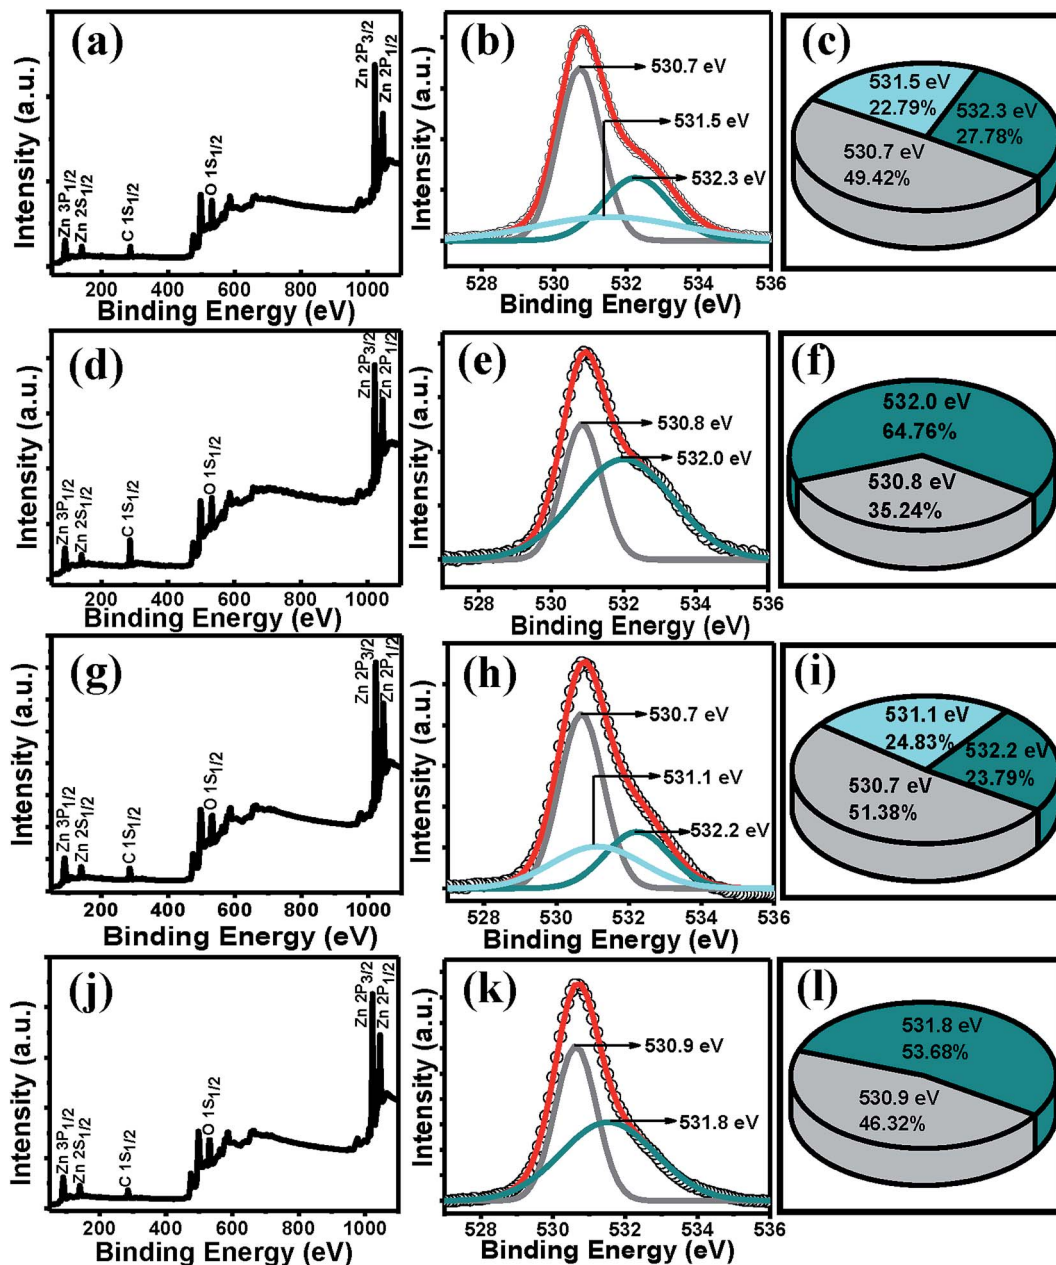 (a)
Intensity (a.u.)
Zn 3P1/2
Zn 2S1/2
C 1S1/2
O 1S1/2
Zn 2P3/2
Zn 2P1/2
200 400 600 800 1000
Binding Energy (eV)
(b)
Intensity (a.u.)
530.7 eV
531.5 eV
532.3 eV
528 530 532 534 536
Binding Energy (eV)
(c)
531.5 eV
22.79%
532.3 eV
27.78%
530.7 eV
49.42%
(d)
Intensity (a.u.)
Zn 3P1/2
Zn 2S1/2
C 1S1/2
O 1S1/2
Zn 2P3/2
Zn 2P1/2
200 400 600 800 1000
Binding Energy (eV)
(e)
Intensity (a.u.)
530.8 eV
532.0 eV
528 530 532 534 536
Binding Energy (eV)
(f)
532.0 eV
64.76%
530.8 eV
35.24%
(g)
Intensity (a.u.)
Zn 3P1/2
Zn 2S1/2
C 1S1/2
O 1S1/2
Zn 2P3/2
Zn 2P1/2
200 400 600 800 1000
Binding Energy (eV)
(h)
Intensity (a.u.)
530.7 eV
531.1 eV
532.2 eV
528 530 532 534 536
Binding Energy (eV)
(i)
531.1 eV
24.83%
532.2 eV
23.79%
530.7 eV
51.38%
(j)
Intensity (a.u.)
Zn 3P1/2
Zn 2S1/2
C 1S1/2
O 1S1/2
Zn 2P3/2
Zn 2P1/2
200 400 600 800 1000
Binding Energy (eV)
(k)
Intensity (a.u.)
530.9 eV
531.8 eV
528 530 532 534 536
Binding Energy (eV)
(l)
531.8 eV
53.68%
530.9 eV
46.32%